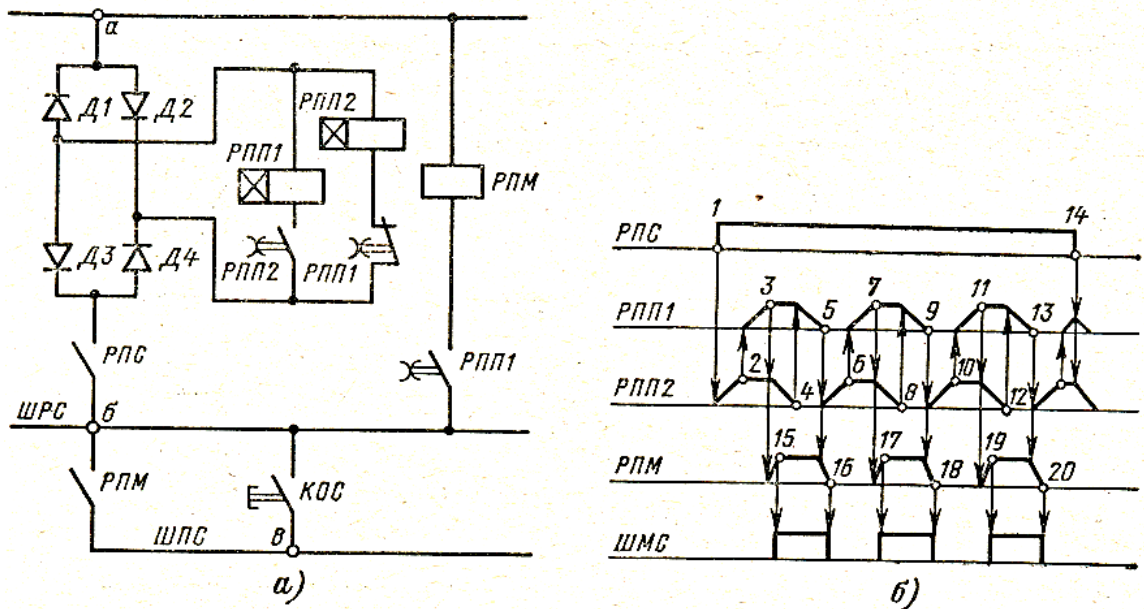 а
Д1
Д2
РПП2
РПП1
РПМ
Д3
Д4
РПП2
РПП1
РПС
РПП1
ШРС
б
РПМ
КОС
ШПС
В
а)
1
14
РПС
3
7
11
РПП1
5
9
13
2
6
10
РПП2
4
8
12
15
17
19
РПМ
16
18
20
ШМС
б)